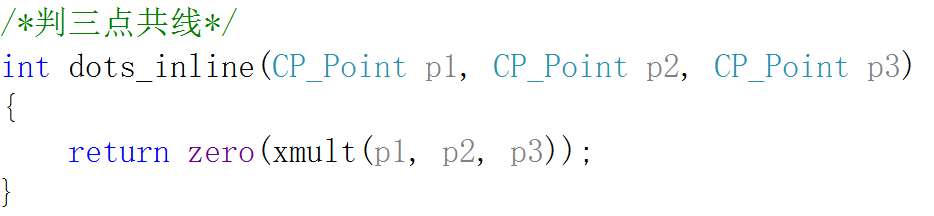 /*判三点共线*/
int dots_inline(CP_Point p1, CP_Point p2, CP_Point p3)
{
    return zero(xmult(p1, p2, p3));
}